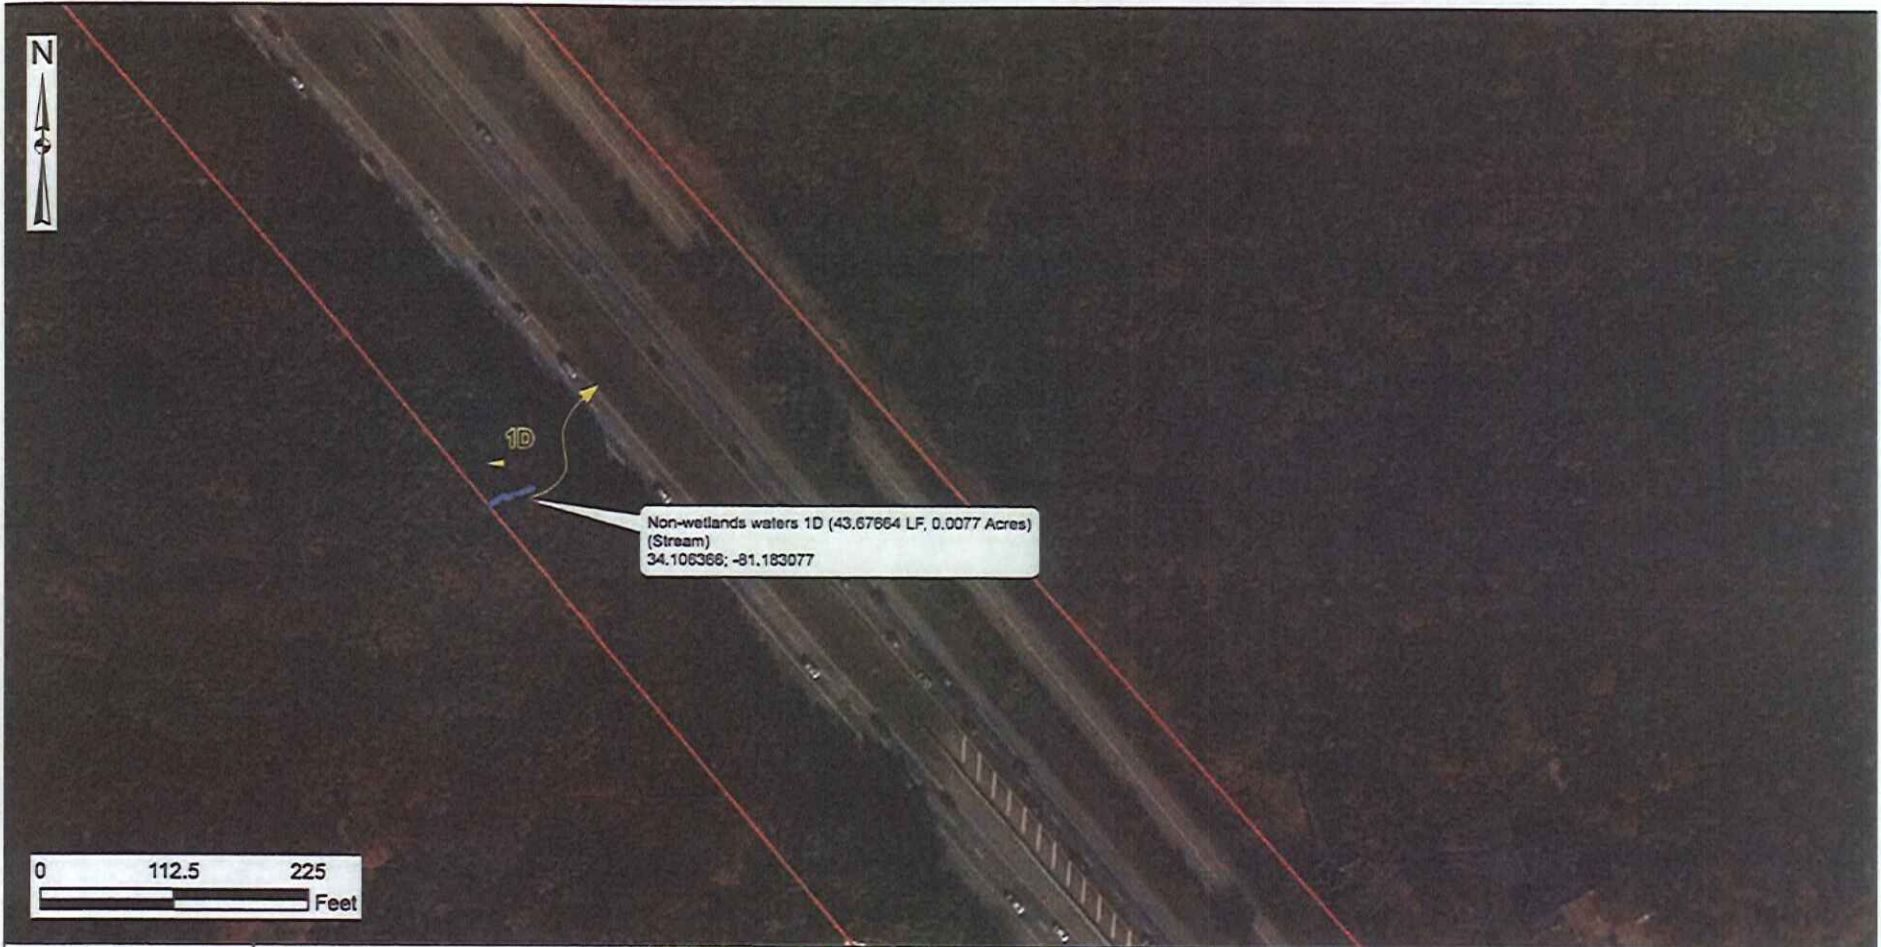 N
1D
Non-wetlands waters 1D (43.67664 LF, 0.0077 Acres)
(Stream)
34.106366; -81.183077
0 112.5 225
Feet